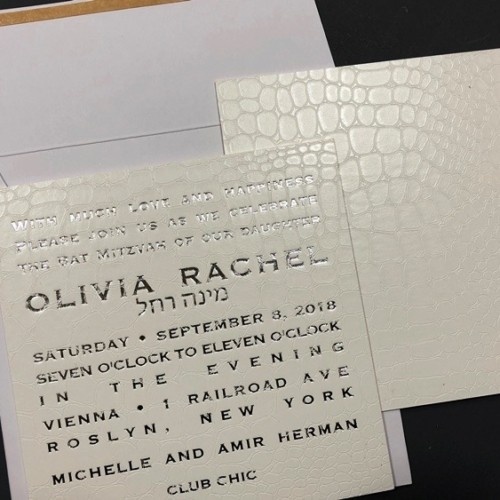 WITH MUCH LOVE AND HAPPINESS
PLEASE JOIN US AS WE CELEBRATE
THE BAT MITZVAH OF OUR DAUGHTER
OLIVIA RACHEL
מינה רחל
SATURDAY • SEPTEMBER 8, 2018
SEVEN O'CLOCK TO ELEVEN O'CLOCK
IN THE EVENING
VIENNA • 1 RAILROAD AVE
ROSLYN, NEW YORK
MICHELLE AND AMIR HERMAN
CLUB CHIC